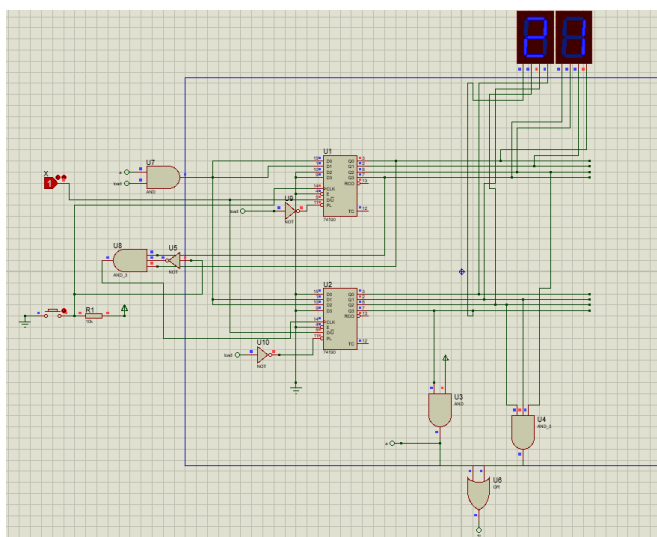 21
U7
AND
load
X
1
U1
D0
D1
D2
D3
Q0
Q1
Q2
Q3
RCO
TC
CLK
E
D/U
PL
74190
U9
NOT
load
U8
AND_3
U5
NOT
R1
10k
U2
D0
D1
D2
D3
Q0
Q1
Q2
Q3
RCO
TC
CLK
E
D/U
PL
74190
U10
NOT
load
U3
AND
U4
AND_3
U6
OR